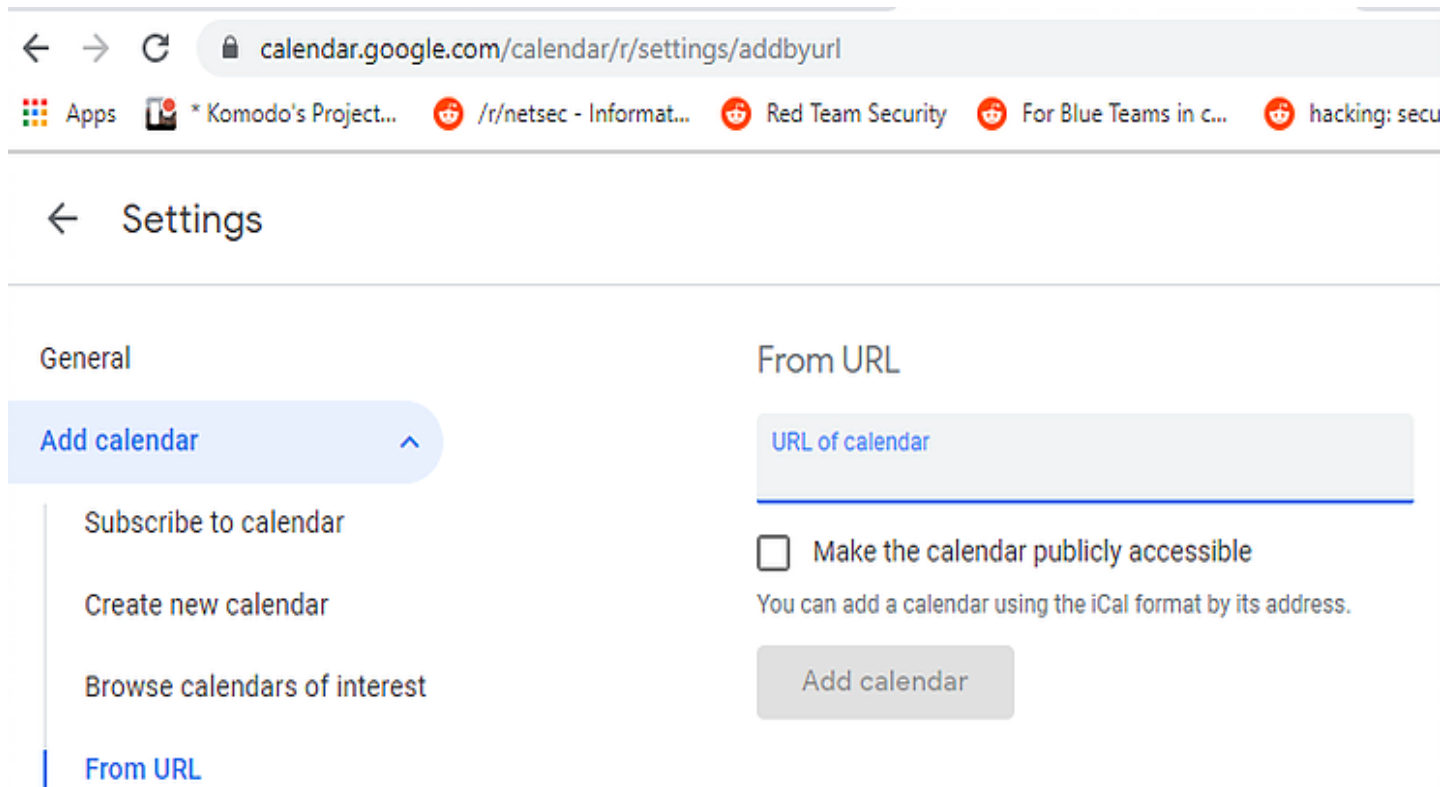 calendar.google.com/calendar/r/settings/addbyurl
Apps * Komodo's Project... /r/netsec - Informat... Red Team Security For Blue Teams in c... hacking: secu
Settings
General
Add calendar
Subscribe to calendar
Create new calendar
Browse calendars of interest
From URL
From URL
URL of calendar
Make the calendar publicly accessible
You can add a calendar using the iCal format by its address.
Add calendar